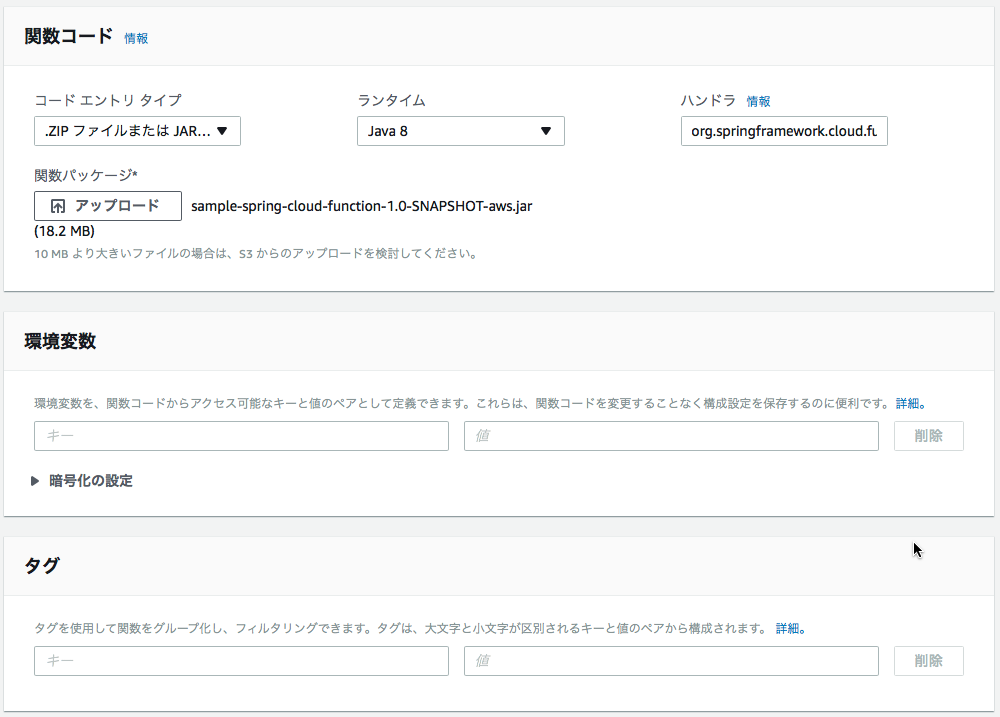 関数コード 情報
コード エントリ タイプ ランタイム ハンドラ 情報
.ZIP ファイルまたは JAR... Java 8 org.springframework.cloud.fu
関数パッケージ*
アップロード sample-spring-cloud-function-1.0-SNAPSHOT-aws.jar
(18.2 MB)
10 MB より大きいファイルの場合は、S3 からのアップロードを検討してください。
環境変数
環境変数を、関数コードからアクセス可能なキーと値のペアとして定義できます。これらは、関数コードを変更することなく構成設定を保存するのに便利です。 詳細。
キー 値 削除
暗号化の設定
タグ
タグを使用して関数をグループ化し、フィルタリングできます。タグは、大文字と小文字が区別されるキーと値のペアから構成されます。 詳細。
キー 値 削除